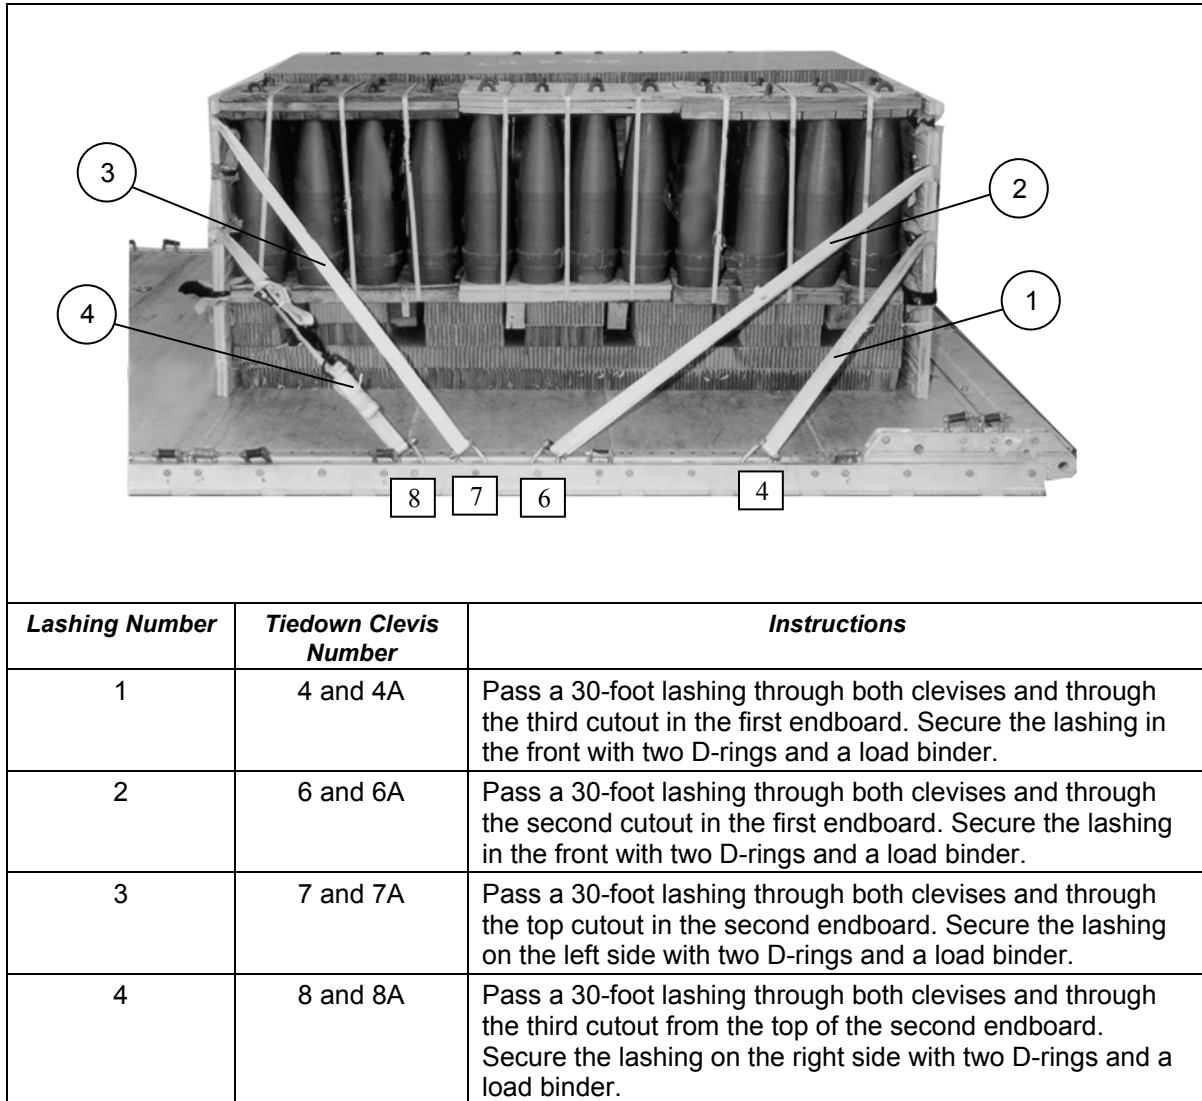 3
2
4
1
8
7
6
4
Lashing Number
Tiedown Clevis
Number
Instructions
1
4 and 4A
Pass a 30-foot lashing through both clevises and through
the third cutout in the first endboard. Secure the lashing in
the front with two D-rings and a load binder.
2
6 and 6A
Pass a 30-foot lashing through both clevises and through
the second cutout in the first endboard. Secure the lashing
in the front with two D-rings and a load binder.
3
7 and 7A
Pass a 30-foot lashing through both clevises and through
the top cutout in the second endboard. Secure the lashing
on the left side with two D-rings and a load binder.
4
8 and 8A
Pass a 30-foot lashing through both clevises and through
the third cutout from the top of the second endboard.
Secure the lashing on the right side with two D-rings and a
load binder.